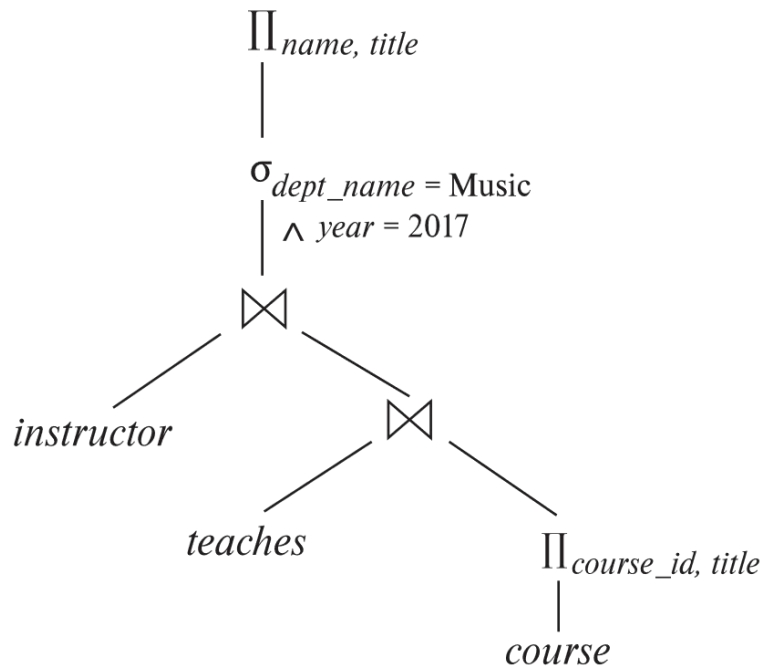 ∏ name, title
σ dept_name = Music
∧ year = 2017
⋈
instructor
⋈
teaches
∏ course_id, title
course